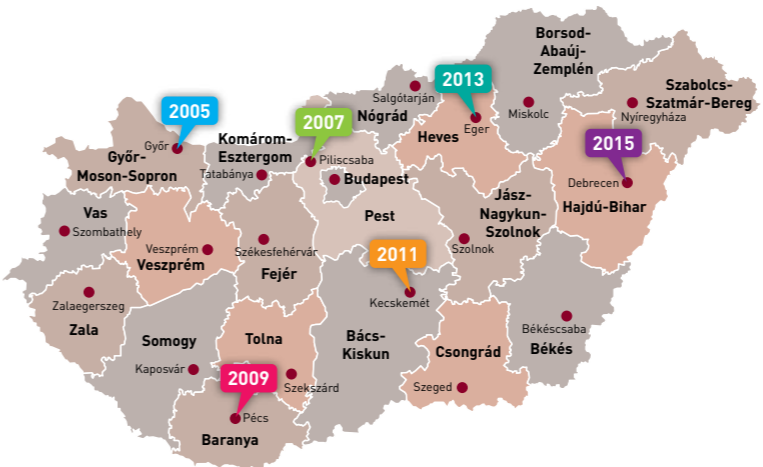 Borsod-
Abaúj-
Zemplén
2013
Szabolcs-
Szatmár-Bereg
Nyíregyháza
Salgótarján
Nógrád
Miskolc
2005
2007
Heves
Eger
2015
Győr
Győr-
Moson-Sopron
Komárom-
Esztergom
Tatabánya
Piliscsaba
Budapest
Debrecen
Hajdú-Bihar
Jász-
Nagykun-
Szolnok
Szolnok
Vas
Szombathely
Veszprém
Veszprém
Székesfehérvár
Fejér
Pest
2011
Kecskemét
Zalaegerszeg
Zala
Somogy
Kaposvár
Tolna
Szekszárd
Bács-
Kiskun
Csongrád
Szeged
Békéscsaba
Békés
2009
Pécs
Baranya